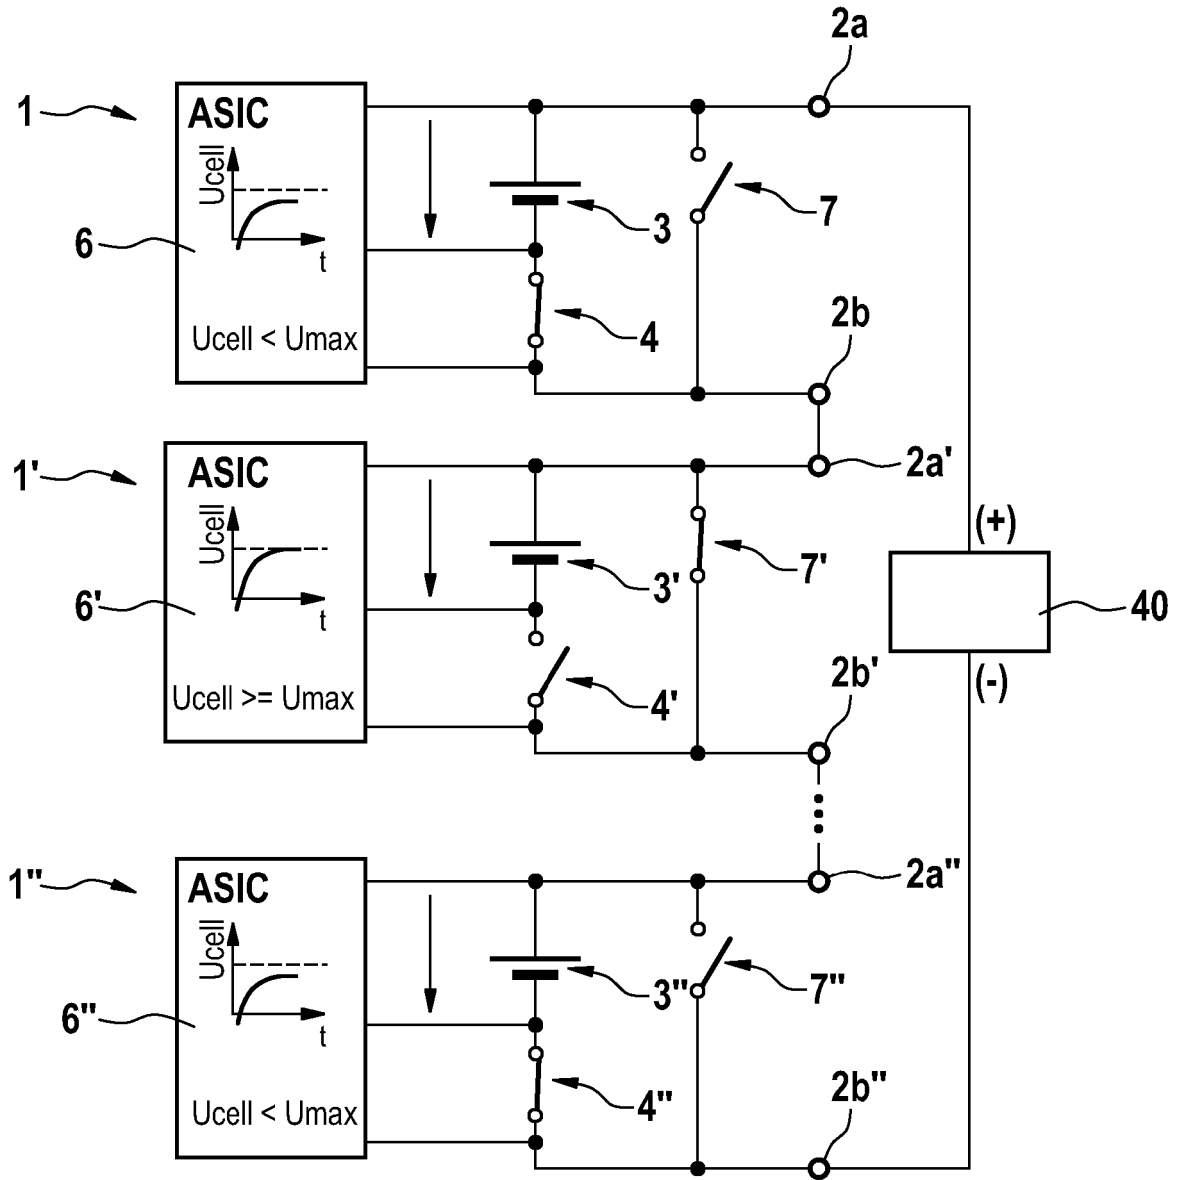 2a
1
ASIC
Ucell
t
6
3
7
2b
4
Ucell < Umax
1'
ASIC
2a'
Ucell
t
(+)
7'
3'
6'
40
2b'
(-)
4'
Ucell >= Umax
1"
ASIC
2a"
Ucell
t
3"
7"
6"
2b"
4"
Ucell < Umax